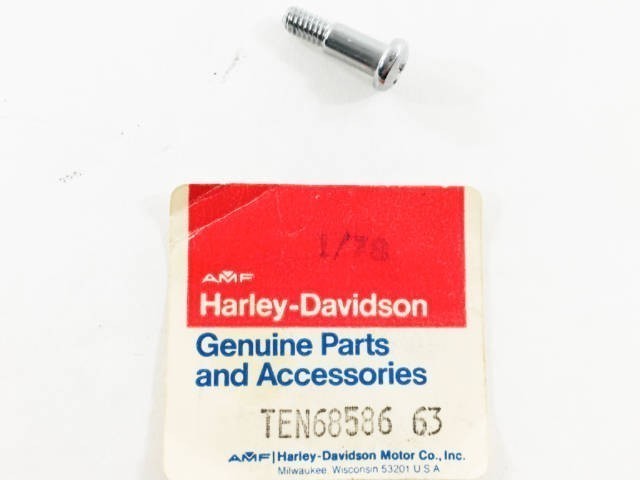 1/78
AMF
Harley-Davidson
Genuine Parts
and Accessories
TEN68586 63
AMF | Harley-Davidson Motor Co., Inc.
Milwaukee, Wisconsin 53201 U.S.A